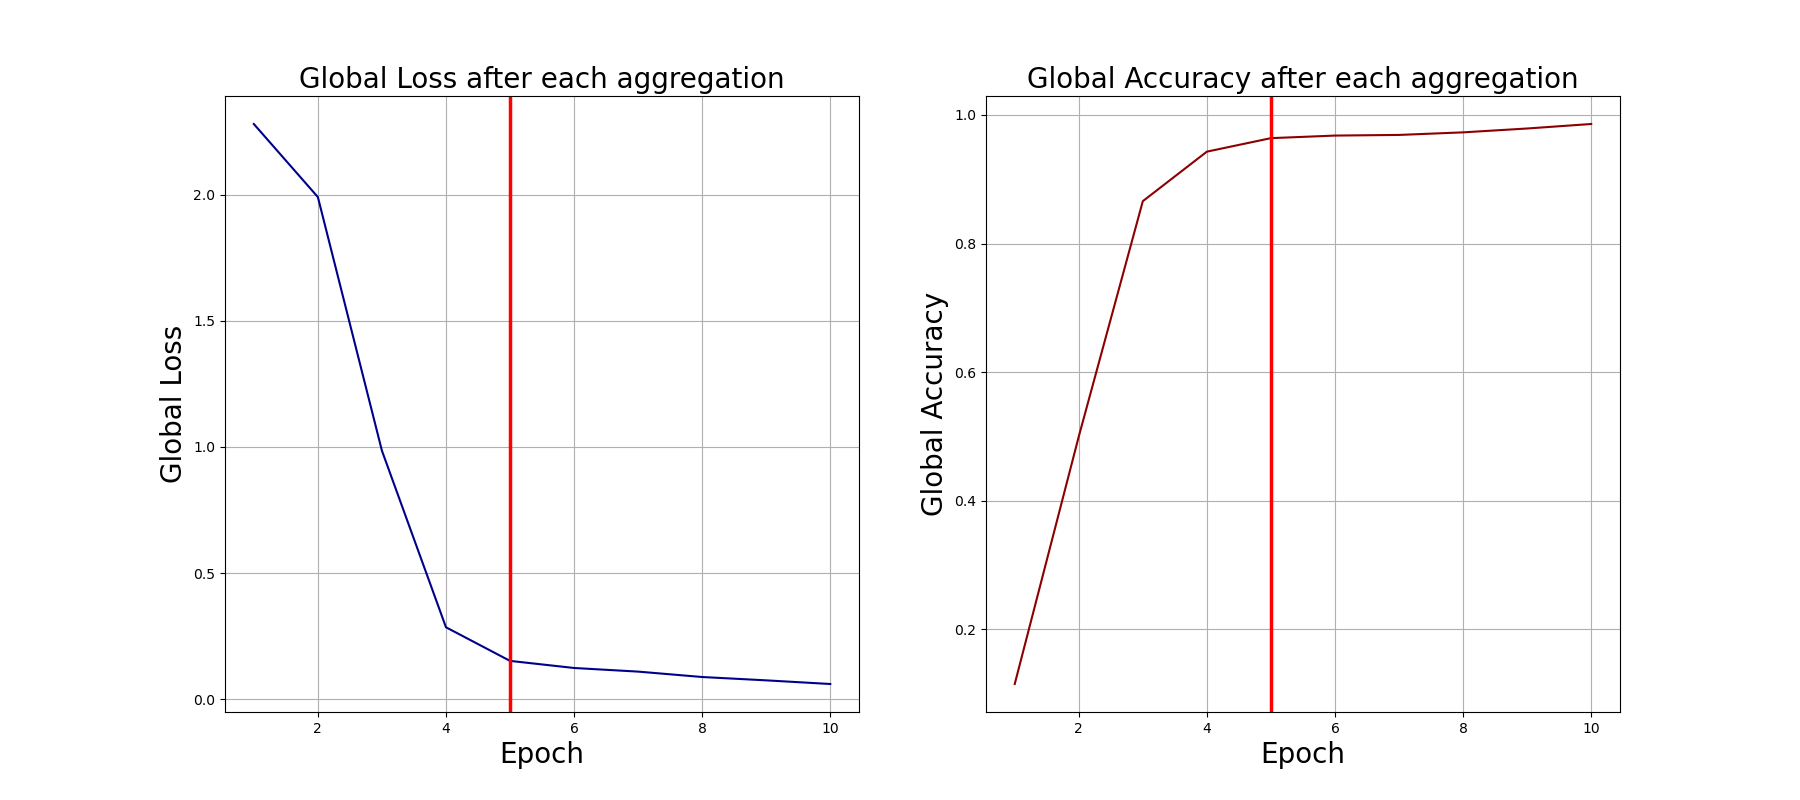 Global Loss after each aggregation
Global Loss
2.0
1.5
1.0
0.5
0.0
2 4 6 8 10
Epoch
Global Accuracy after each aggregation
Global Accuracy
1.0
0.8
0.6
0.4
0.2
2 4 6 8 10
Epoch